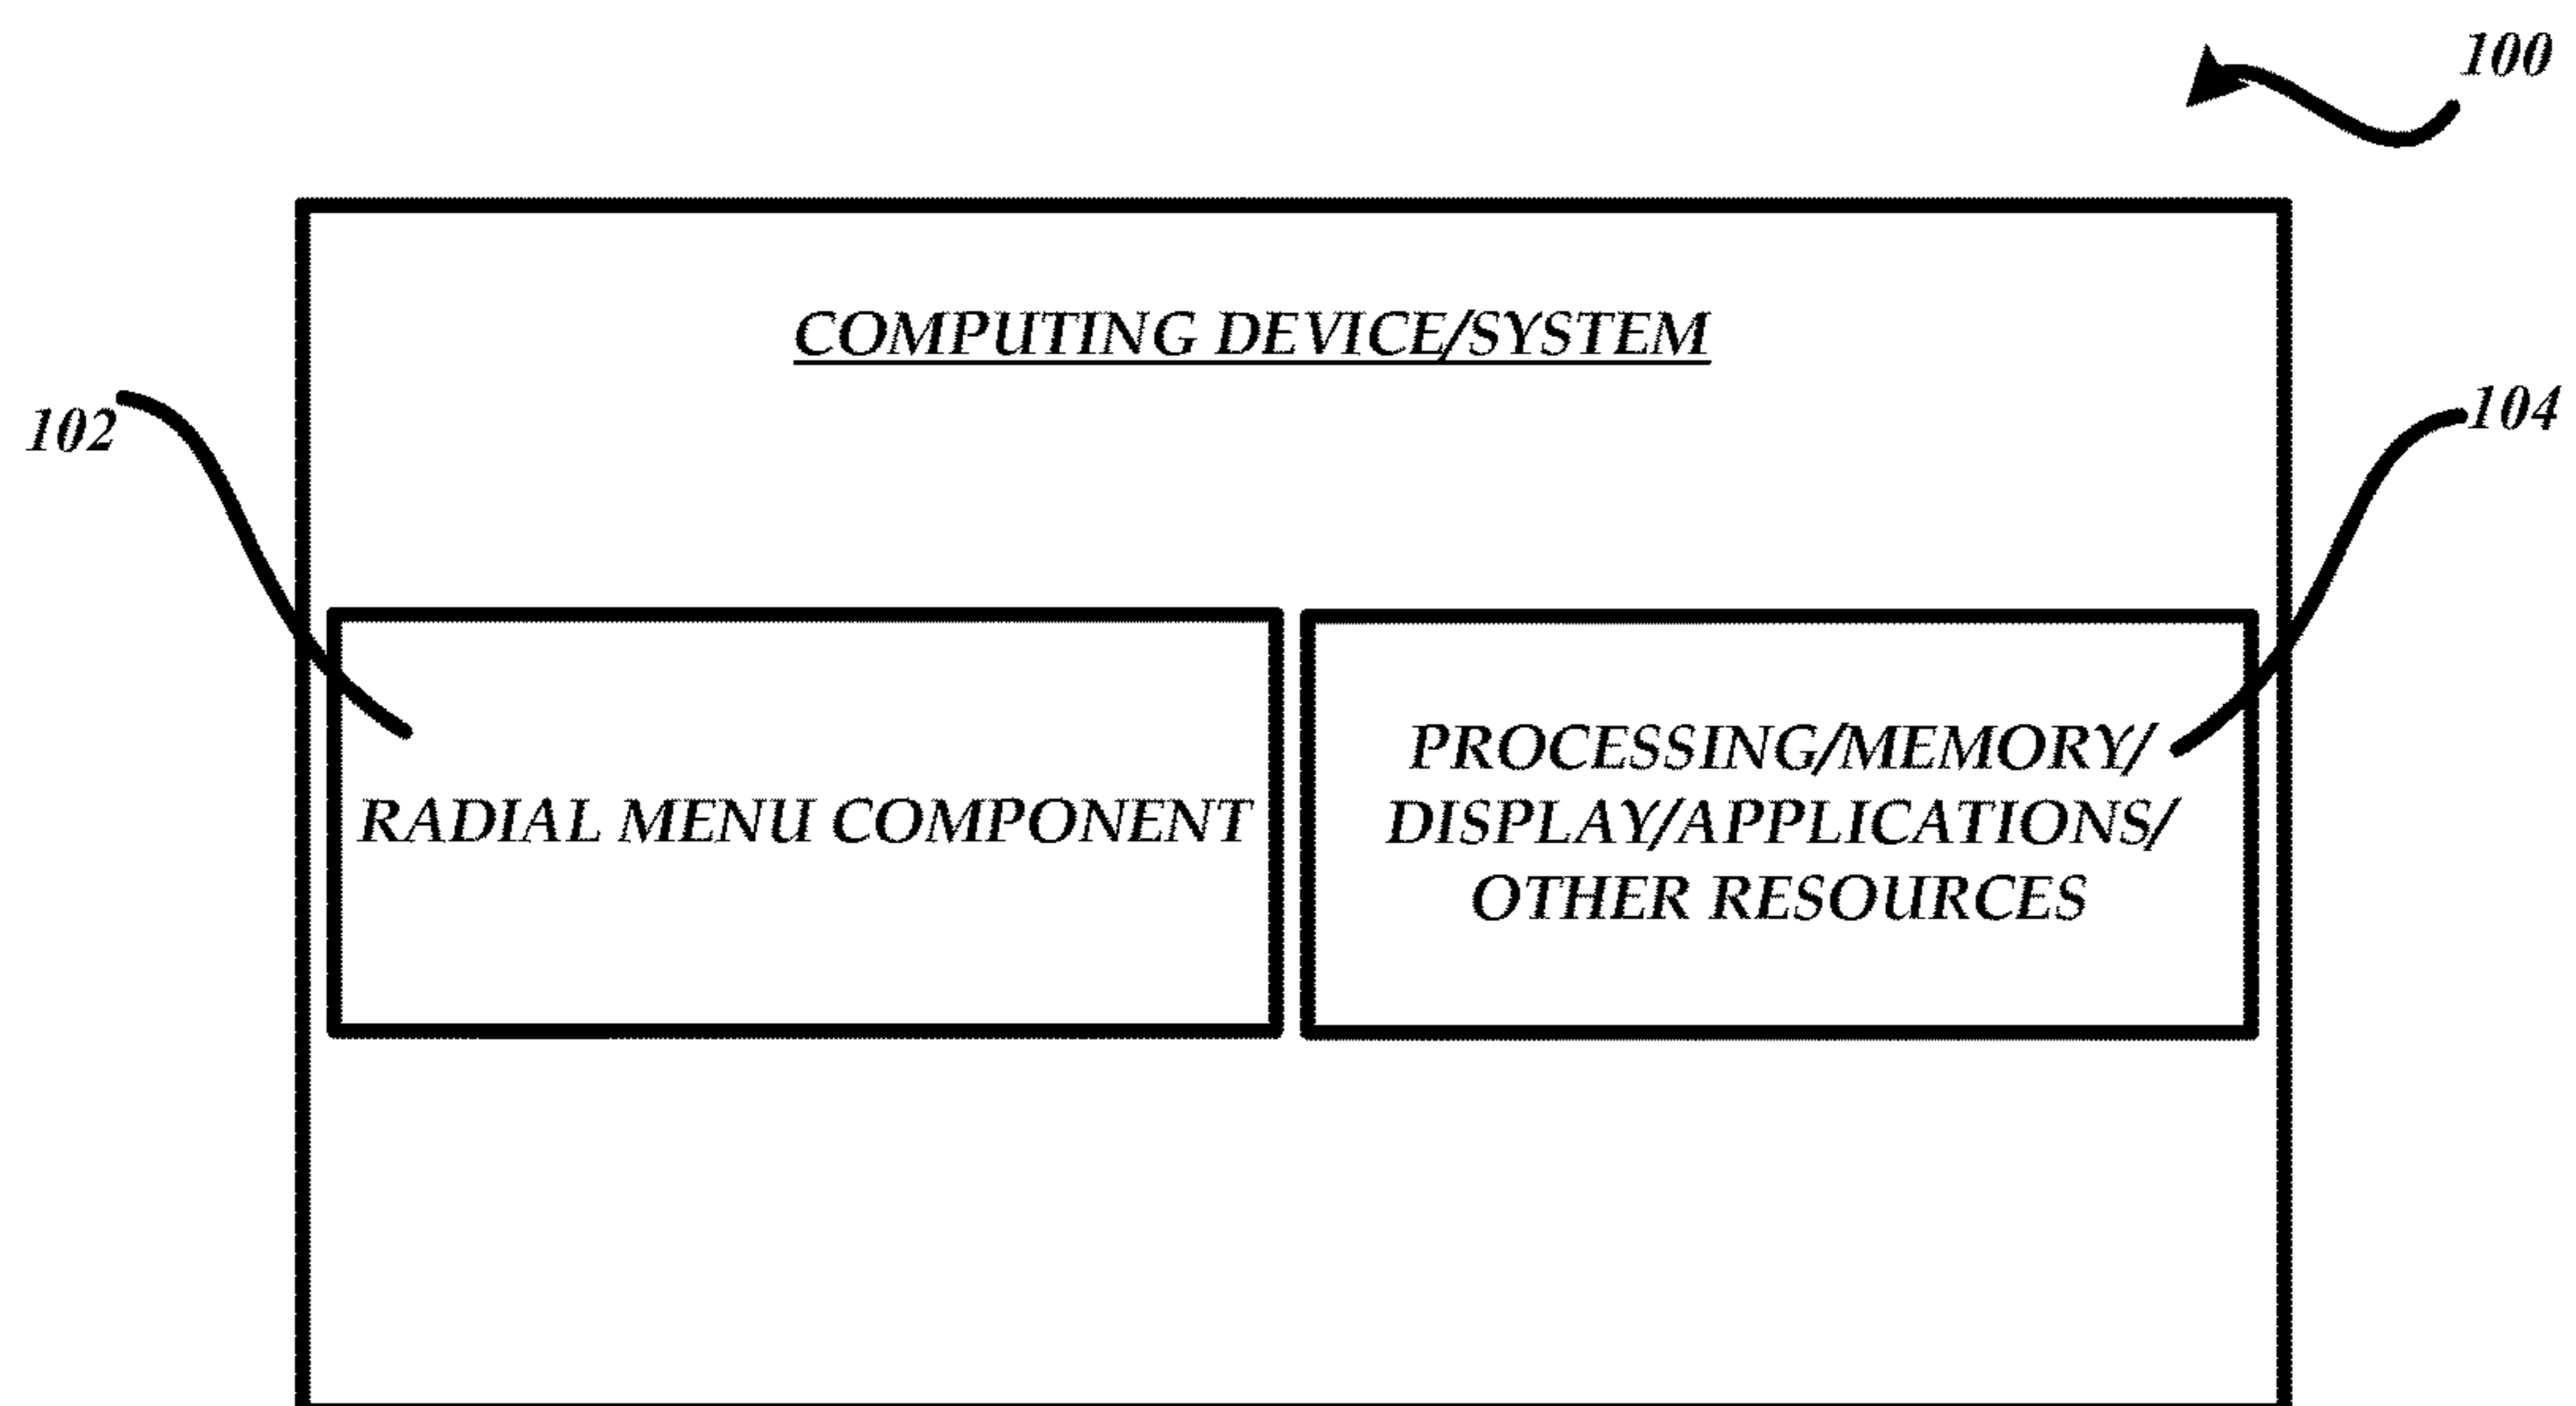 100
COMPUTING DEVICE/SYSTEM
102
104
RADIAL MENU COMPONENT
PROCESSING/MEMORY/
DISPLAY/APPLICATIONS/
OTHER RESOURCES